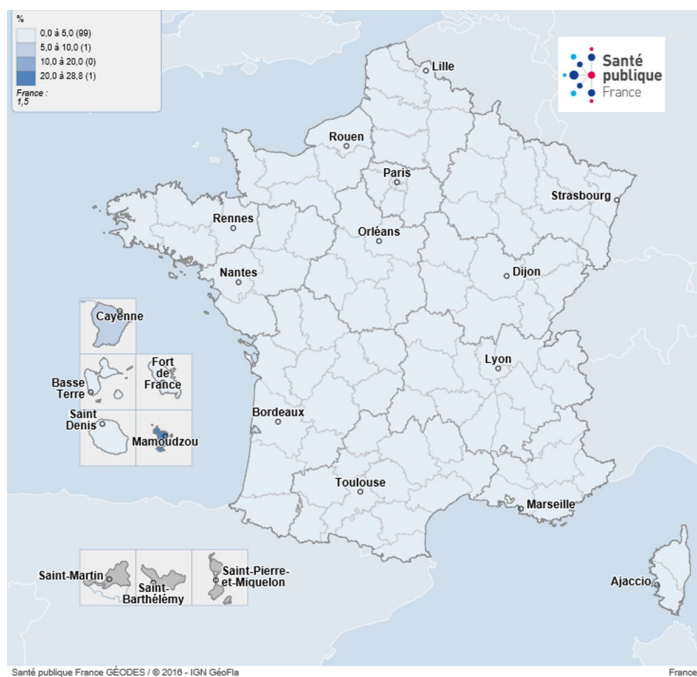 %
0,0 à 5,0 (99)
5,0 à 10,0 (1)
10,0 à 20,0 (0)
20,0 à 28,8 (1)
France :
1,5
Santé
publique
France
Lille
Rouen
Paris
Strasbourg
Rennes
Orléans
Nantes
Dijon
Cayenne
Lyon
Basse
Terre
Fort
de
France
Saint
Denis
Mamoudzou
Bordeaux
Toulouse
Marseille
Saint-Martin
Saint-
Barthélémy
Saint-Pierre-
et-Miquelon
Ajaccio
Santé publique France GÉODES / © 2016 - IGN GéoFla
France